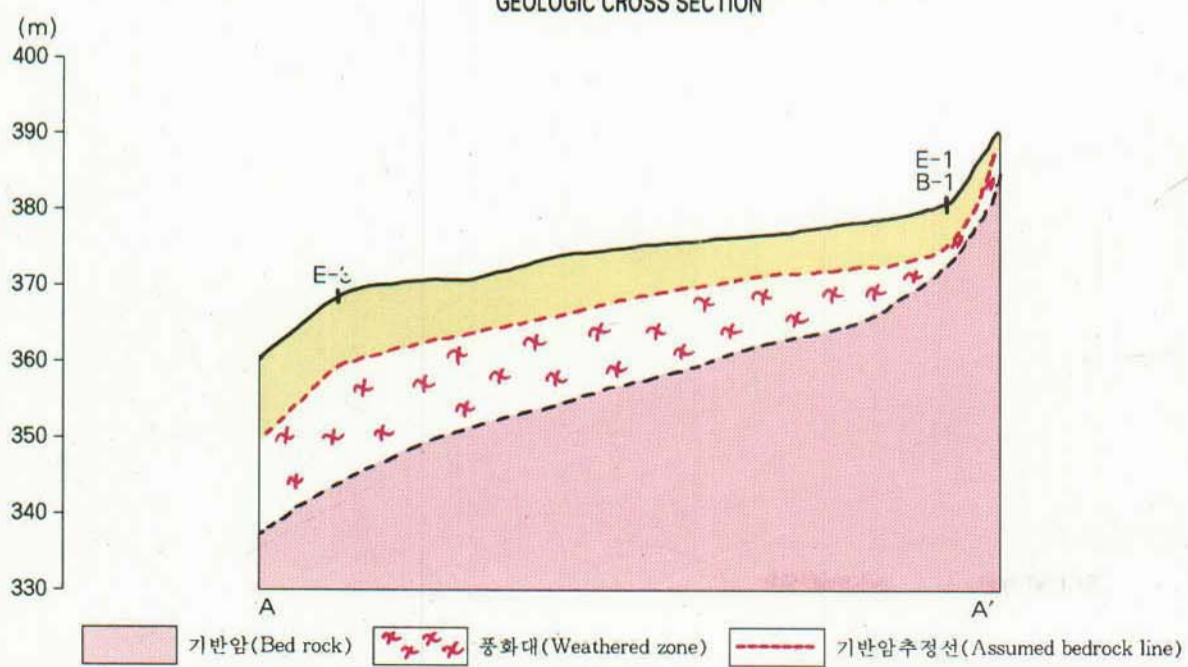 GEOLOGIC CROSS SECTION
(m)
400
390
380
370
360
350
340
330
E-1
B-1
A
A′
기반암(Bed rock)
풍화대(Weathered zone)
기반암추정선(Assumed bedrock line)